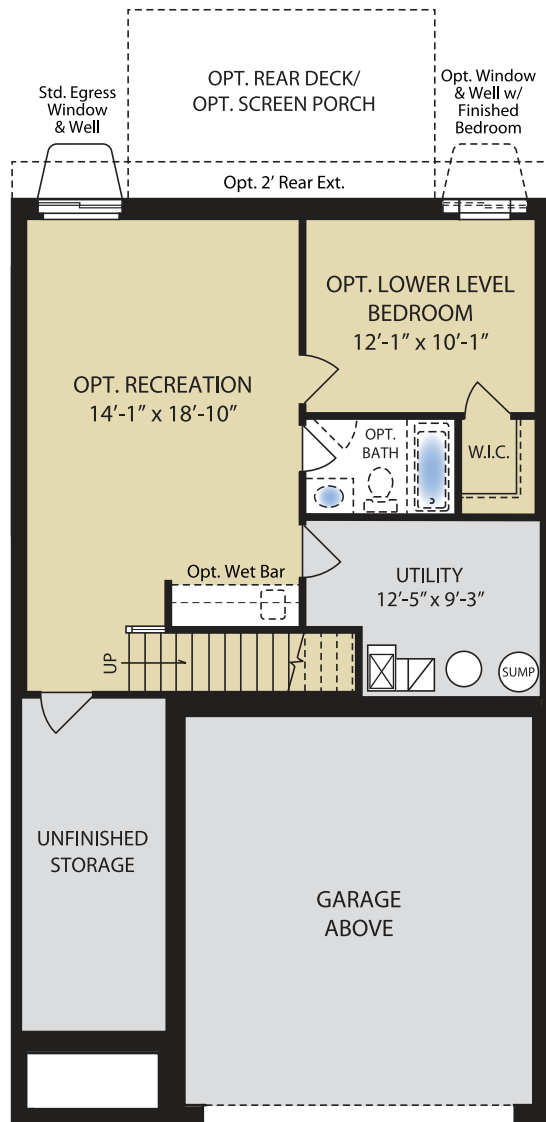 OPT. REAR DECK/
OPT. SCREEN PORCH
Std. Egress
Window
& Well
Opt. Window
& Well w/
Finished
Bedroom
Opt. 2' Rear Ext.
OPT. LOWER LEVEL
BEDROOM
12'-1" x 10'-1"
OPT. RECREATION
14'-1" x 18'-10"
OPT.
BATH
W.I.C.
Opt. Wet Bar
UTILITY
12'-5" x 9'-3"
UP
SUMP
UNFINISHED
STORAGE
GARAGE
ABOVE